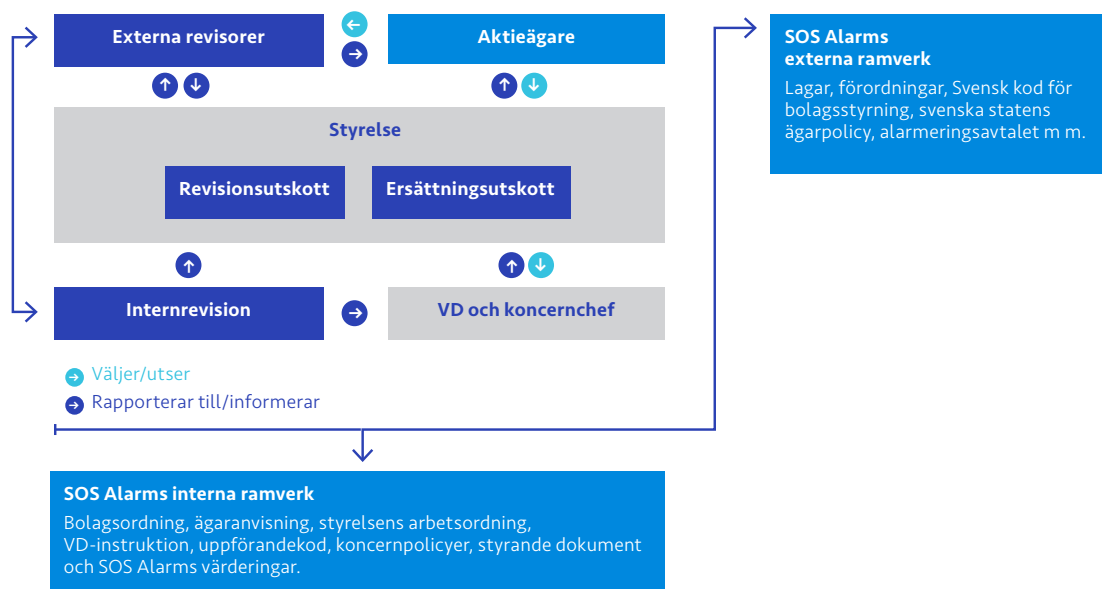 Externa revisorer
Aktieägare
Styrelse
Revisionsutskott
Ersättningsutskott
Internrevision
VD och koncernchef
Väljer/utser
Rapporterar till/informerar
SOS Alarms
externa ramverk
Lagar, förordningar, Svensk kod för
bolagsstyrning, svenska statens
ägarpolicy, alarmeringsavtalet m m.
SOS Alarms interna ramverk
Bolagsordning, ägaranvisning, styrelsens arbetsordning,
VD-instruktion, uppförandekod, koncernpolicyer, styrande dokument
och SOS Alarms värderingar.